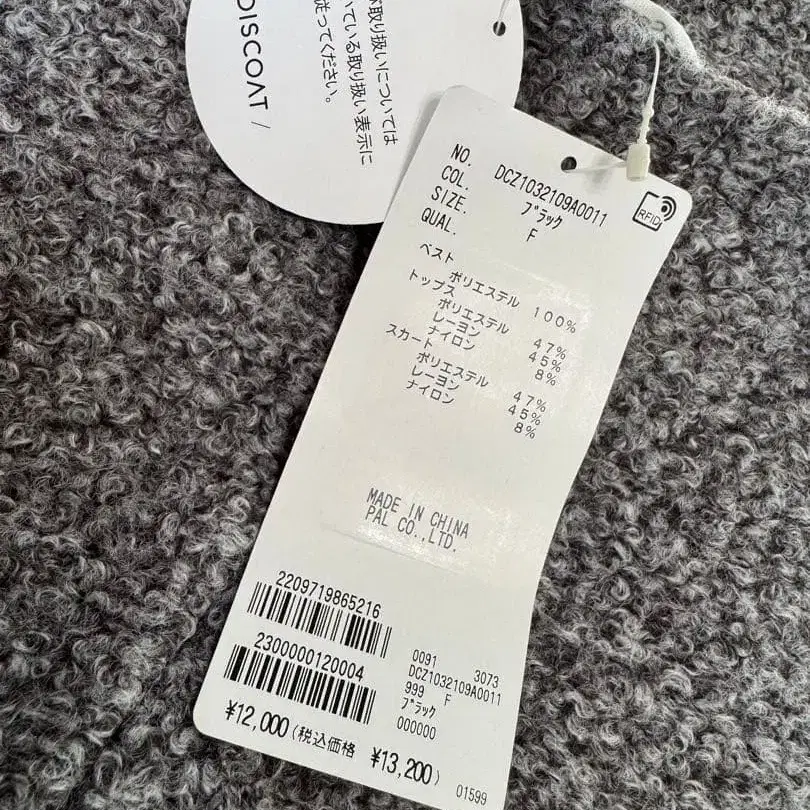 DISCOAT /
取り扱いについては
いている取り扱い表示に
従ってください。
NO. DCZ1032109A0011
COL. ブラック
SIZE. F
QUAL.
ベスト
ポリエステル 100%
トップス
ポリエステル 47%
レーヨン 45%
ナイロン 8%
スカート
ポリエステル 47%
レーヨン 45%
ナイロン 8%
RFID
MADE IN CHINA
PAL CO.,LTD.
2209719865216
2300000120004
0091 3073
DCZ1032109A0011
999 F
ブラック
000000
¥12,000(税込価格 ¥13,200)
01599